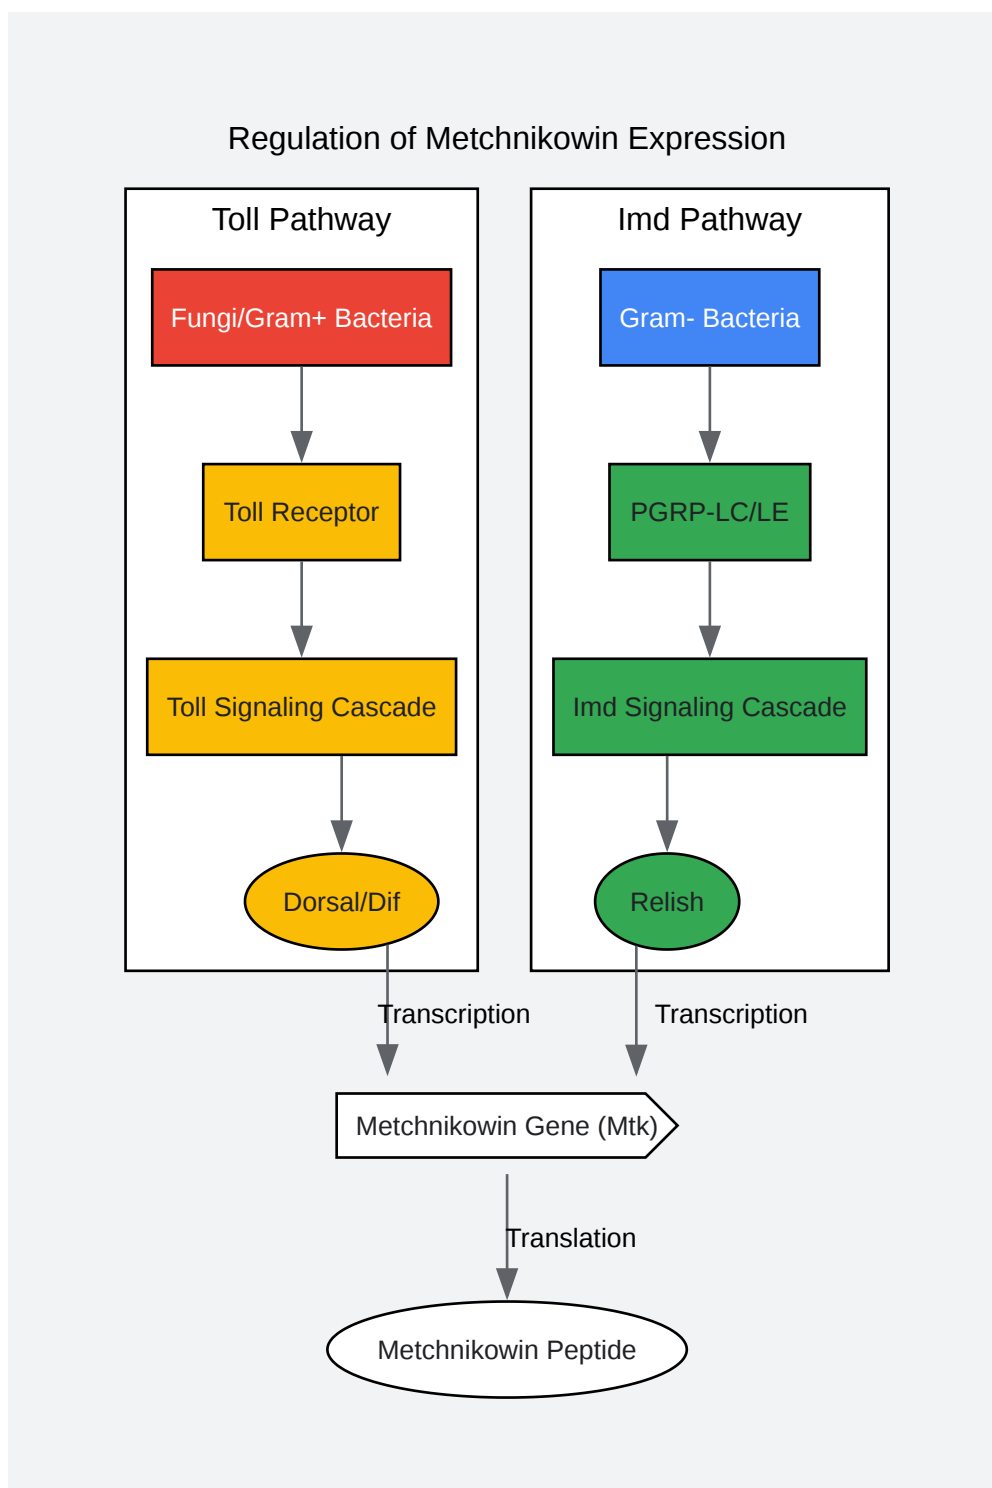 Regulation of Metchnikowin Expression
Toll Pathway
Fungi/Gram+ Bacteria
Toll Receptor
Toll Signaling Cascade
Dorsal/Dif
Imd Pathway
Gram- Bacteria
PGRP-LC/LE
Imd Signaling Cascade
Relish
Transcription
Transcription
Metchnikowin Gene (Mtk)
Translation
Metchnikowin Peptide